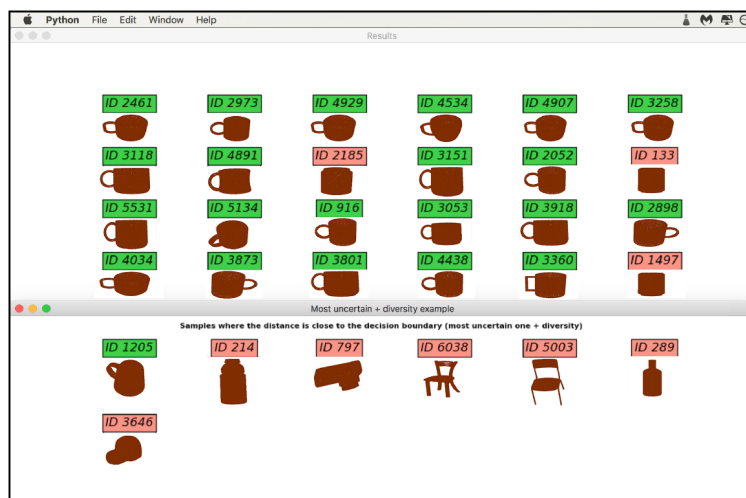 Python File Edit Window Help
Results
ID 2461 ID 2973 ID 4929 ID 4534 ID 4907 ID 3258
ID 3118 ID 4891 ID 2185 ID 3151 ID 2052 ID 133
ID 5531 ID 5134 ID 916 ID 3053 ID 3918 ID 2898
ID 4034 ID 3873 ID 3801 ID 4438 ID 3360 ID 1497
Most uncertain + diversity example
Samples where the distance is close to the decision boundary (most uncertain one + diversity)
ID 1205 ID 214 ID 797 ID 6038 ID 5003 ID 289
ID 3646